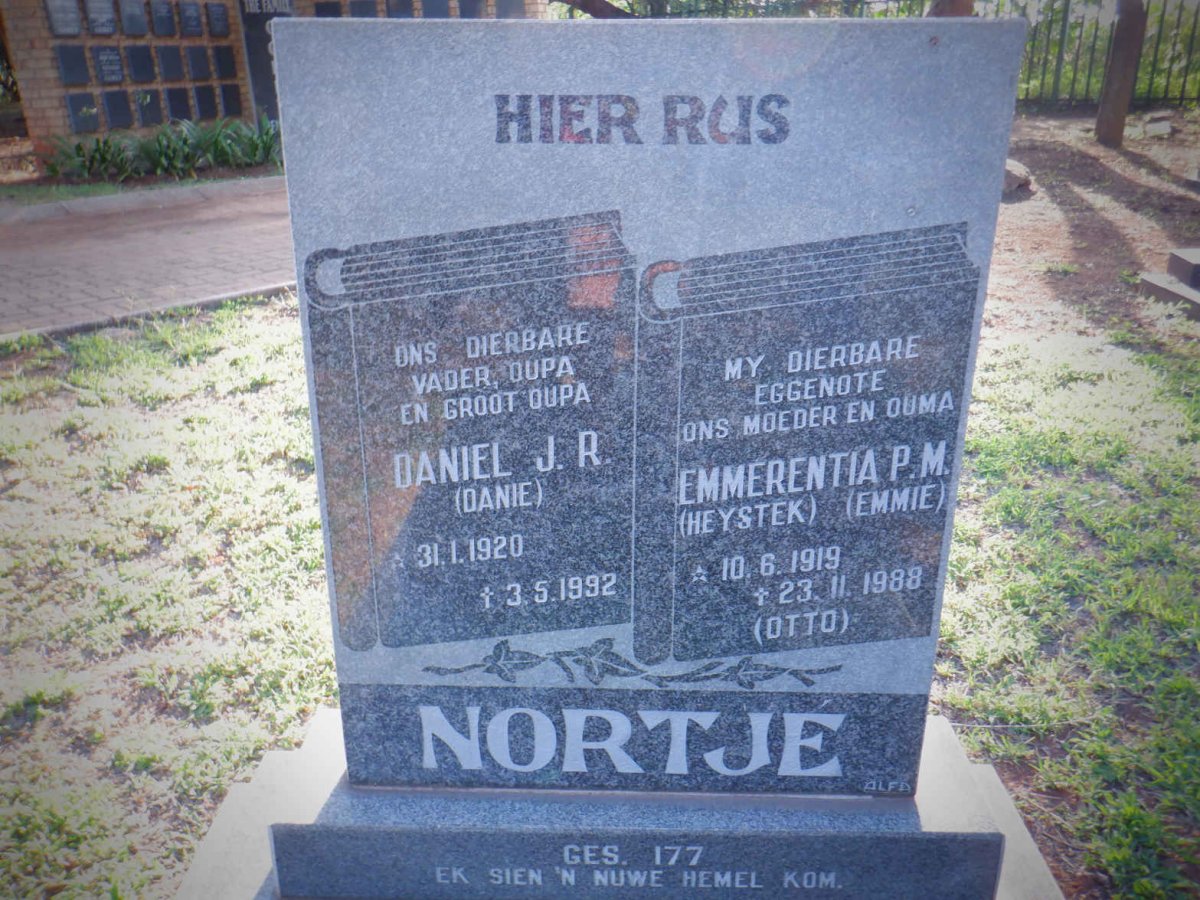 THE FAMILY
HIER RUS
ONS DIERBARE
VADER, OUPA
EN GROOT OUPA
DANIEL J. R.
(DANIE)
☆ 31.1.1920
† 3.5.1992
MY DIERBARE
EGGENOTE
ONS MOEDER EN OUMA
EMMERENTIA P. M.
(HEYSTEK) (EMMIE)
☆ 10.6.1919
† 23.11.1988
(OTTO)
NORTJÉ
ALFA
GES. 177
EK SIEN 'N NUWE HEMEL KOM.